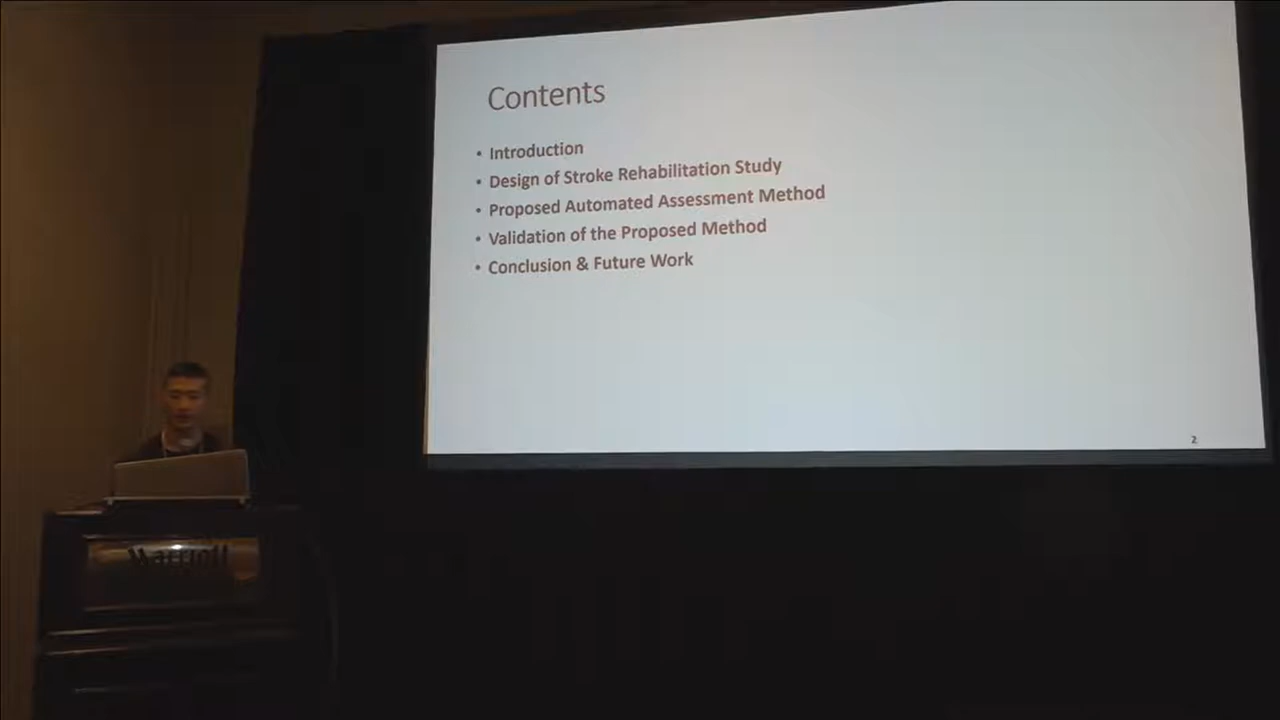 Contents
• Introduction
• Design of Stroke Rehabilitation Study
• Proposed Automated Assessment Method
• Validation of the Proposed Method
• Conclusion & Future Work
2
Marriott